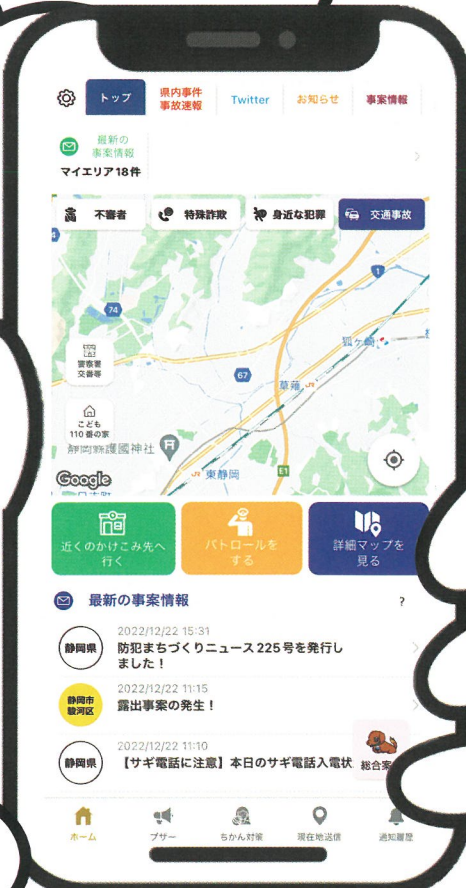 トップ
県内事件
事故速報
Twitter
お知らせ
事案情報
最新の
事案情報
マイエリア18件
不審者
特殊詐欺
身近な犯罪
交通事故
1
74
狐ヶ崎
警察署
交番等
67
草薙
JR
こども
110番の家
静岡縣護國神社
Google
JR
東静岡
E1
近くのかけこみ先へ
行く
パトロールを
する
詳細マップを
見る
最新の事案情報
?
静岡県
2022/12/22 15:31
防犯まちづくりニュース225号を発行し
ました！
静岡市
駿河区
2022/12/22 11:15
露出事案の発生！
静岡県
2022/12/22 11:10
【サギ電話に注意】本日のサギ電話入電状
総合案
ホーム
ブザー
ちかん対策
現在地送信
通知履歴